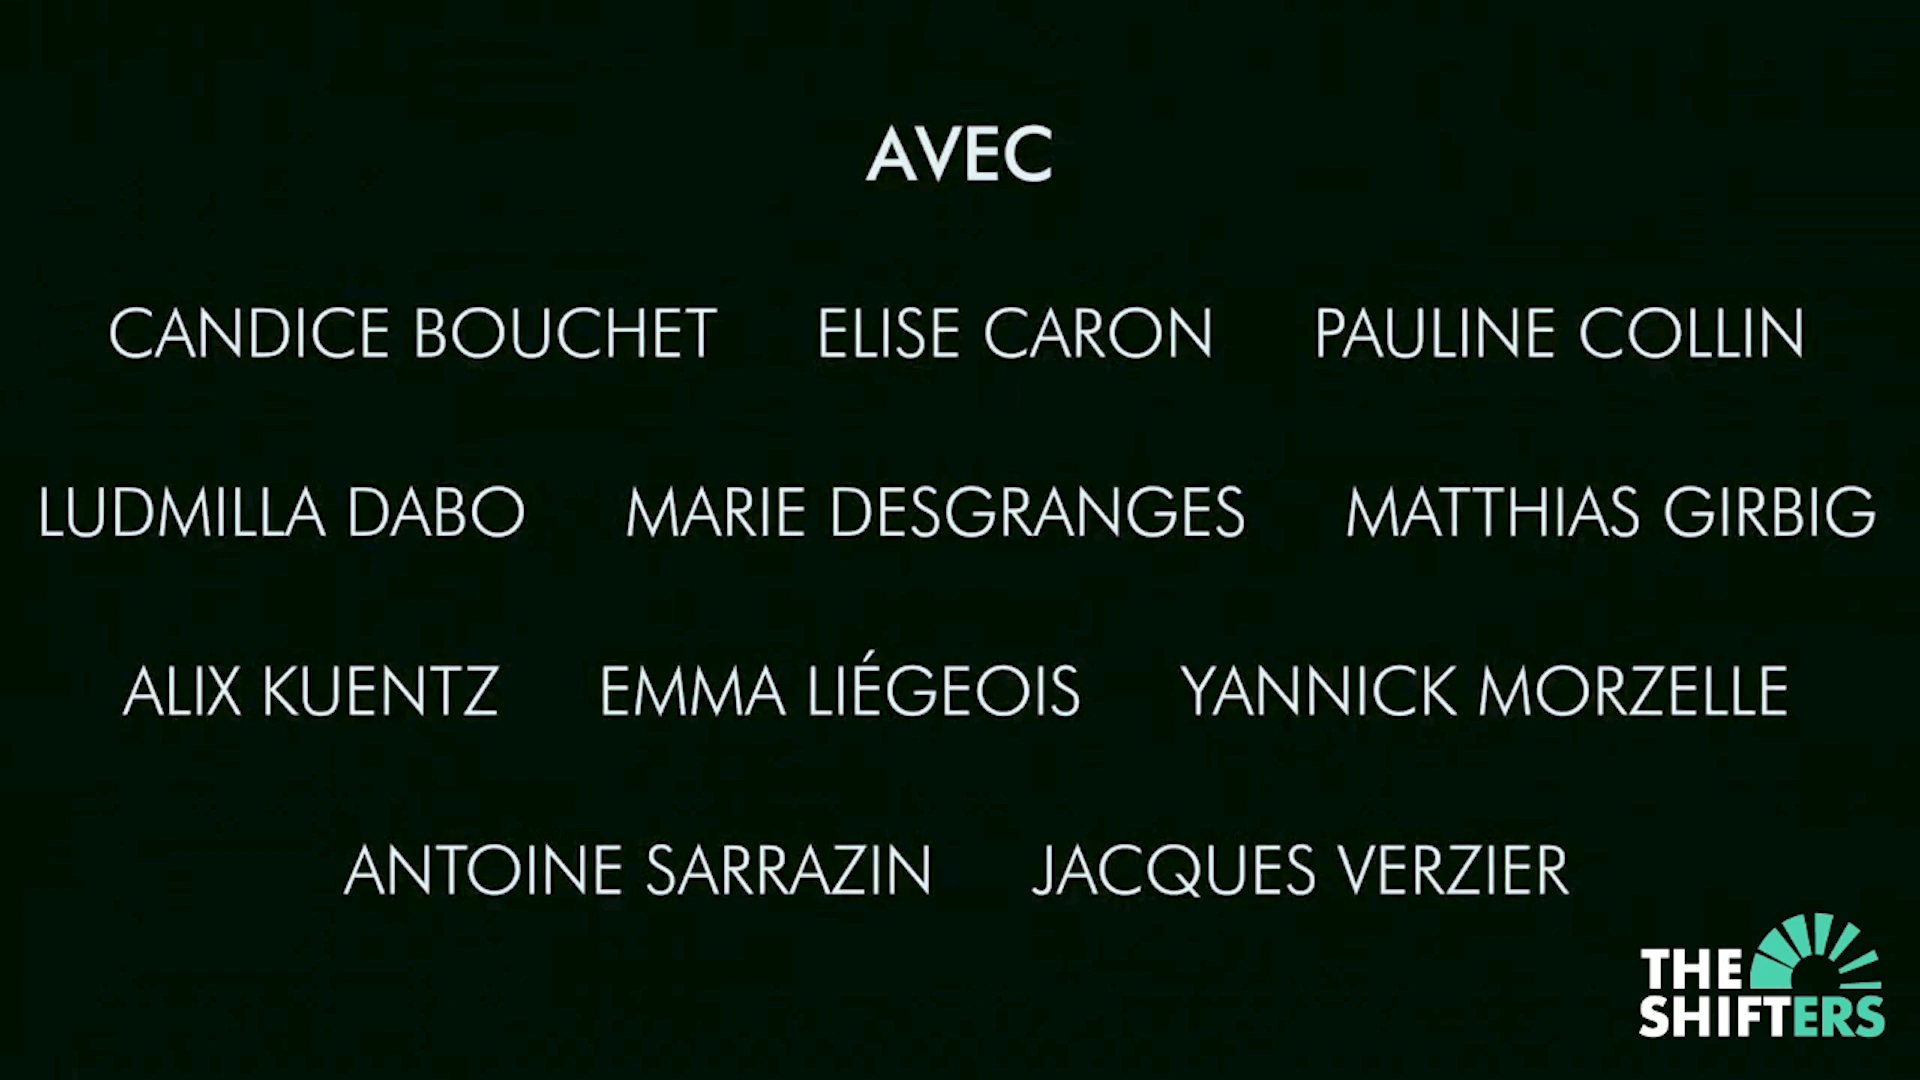 AVEC
CANDICE BOUCHET ELISE CARON PAULINE COLLIN
LUDMILLA DABO MARIE DESGRANGES MATTHIAS GIRBIG
ALIX KUENTZ EMMA LIÉGEOIS YANNICK MORZELLE
ANTOINE SARRAZIN JACQUES VERZIER
THE
SHIFTERS